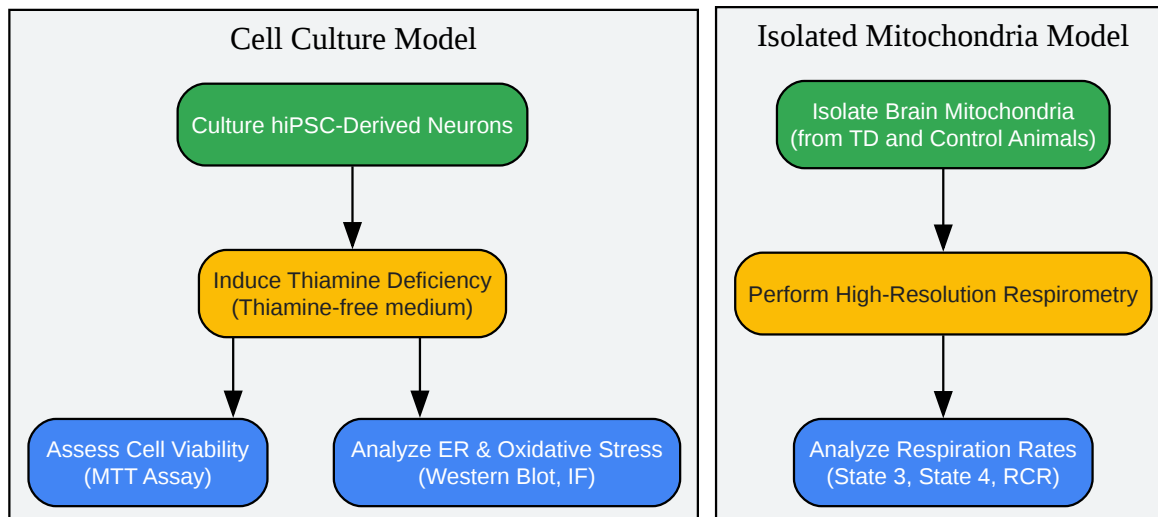 Cell Culture Model
Culture hiPSC-Derived Neurons
Induce Thiamine Deficiency
(Thiamine-free medium)
Assess Cell Viability
(MTT Assay)
Analyze ER & Oxidative Stress
(Western Blot, IF)
Isolated Mitochondria Model
Isolate Brain Mitochondria
(from TD and Control Animals)
Perform High-Resolution Respirometry
Analyze Respiration Rates
(State 3, State 4, RCR)